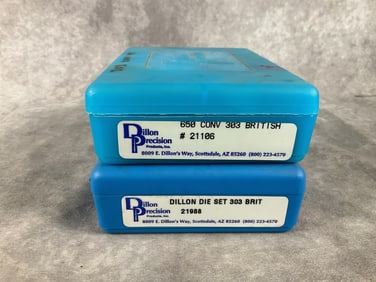 650 CONV 303 BRITISH
# 21106
Dillon
Precision
Products, Inc.
8009 E. Dillon's Way, Scottsdale, AZ 85260 (800) 223-4570
DILLON DIE SET 303 BRIT
21988
Dillon
Precision
Products, Inc.
8009 E. Dillon's Way, Scottsdale, AZ 85260 (800) 223-4570